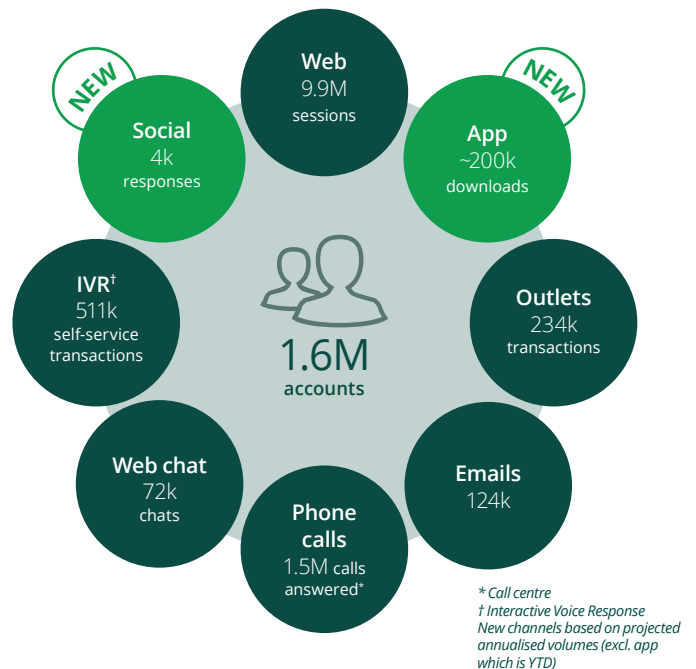 Web
9.9M
sessions
NEW
App
~200k
downloads
Outlets
234k
transactions
Emails
124k
Phone
calls
1.5M calls
answered*
Web chat
72k
chats
IVR†
511k
self-service
transactions
NEW
Social
4k
responses
1.6M
accounts
* Call centre
† Interactive Voice Response
New channels based on projected
annualised volumes (excl. app
which is YTD)